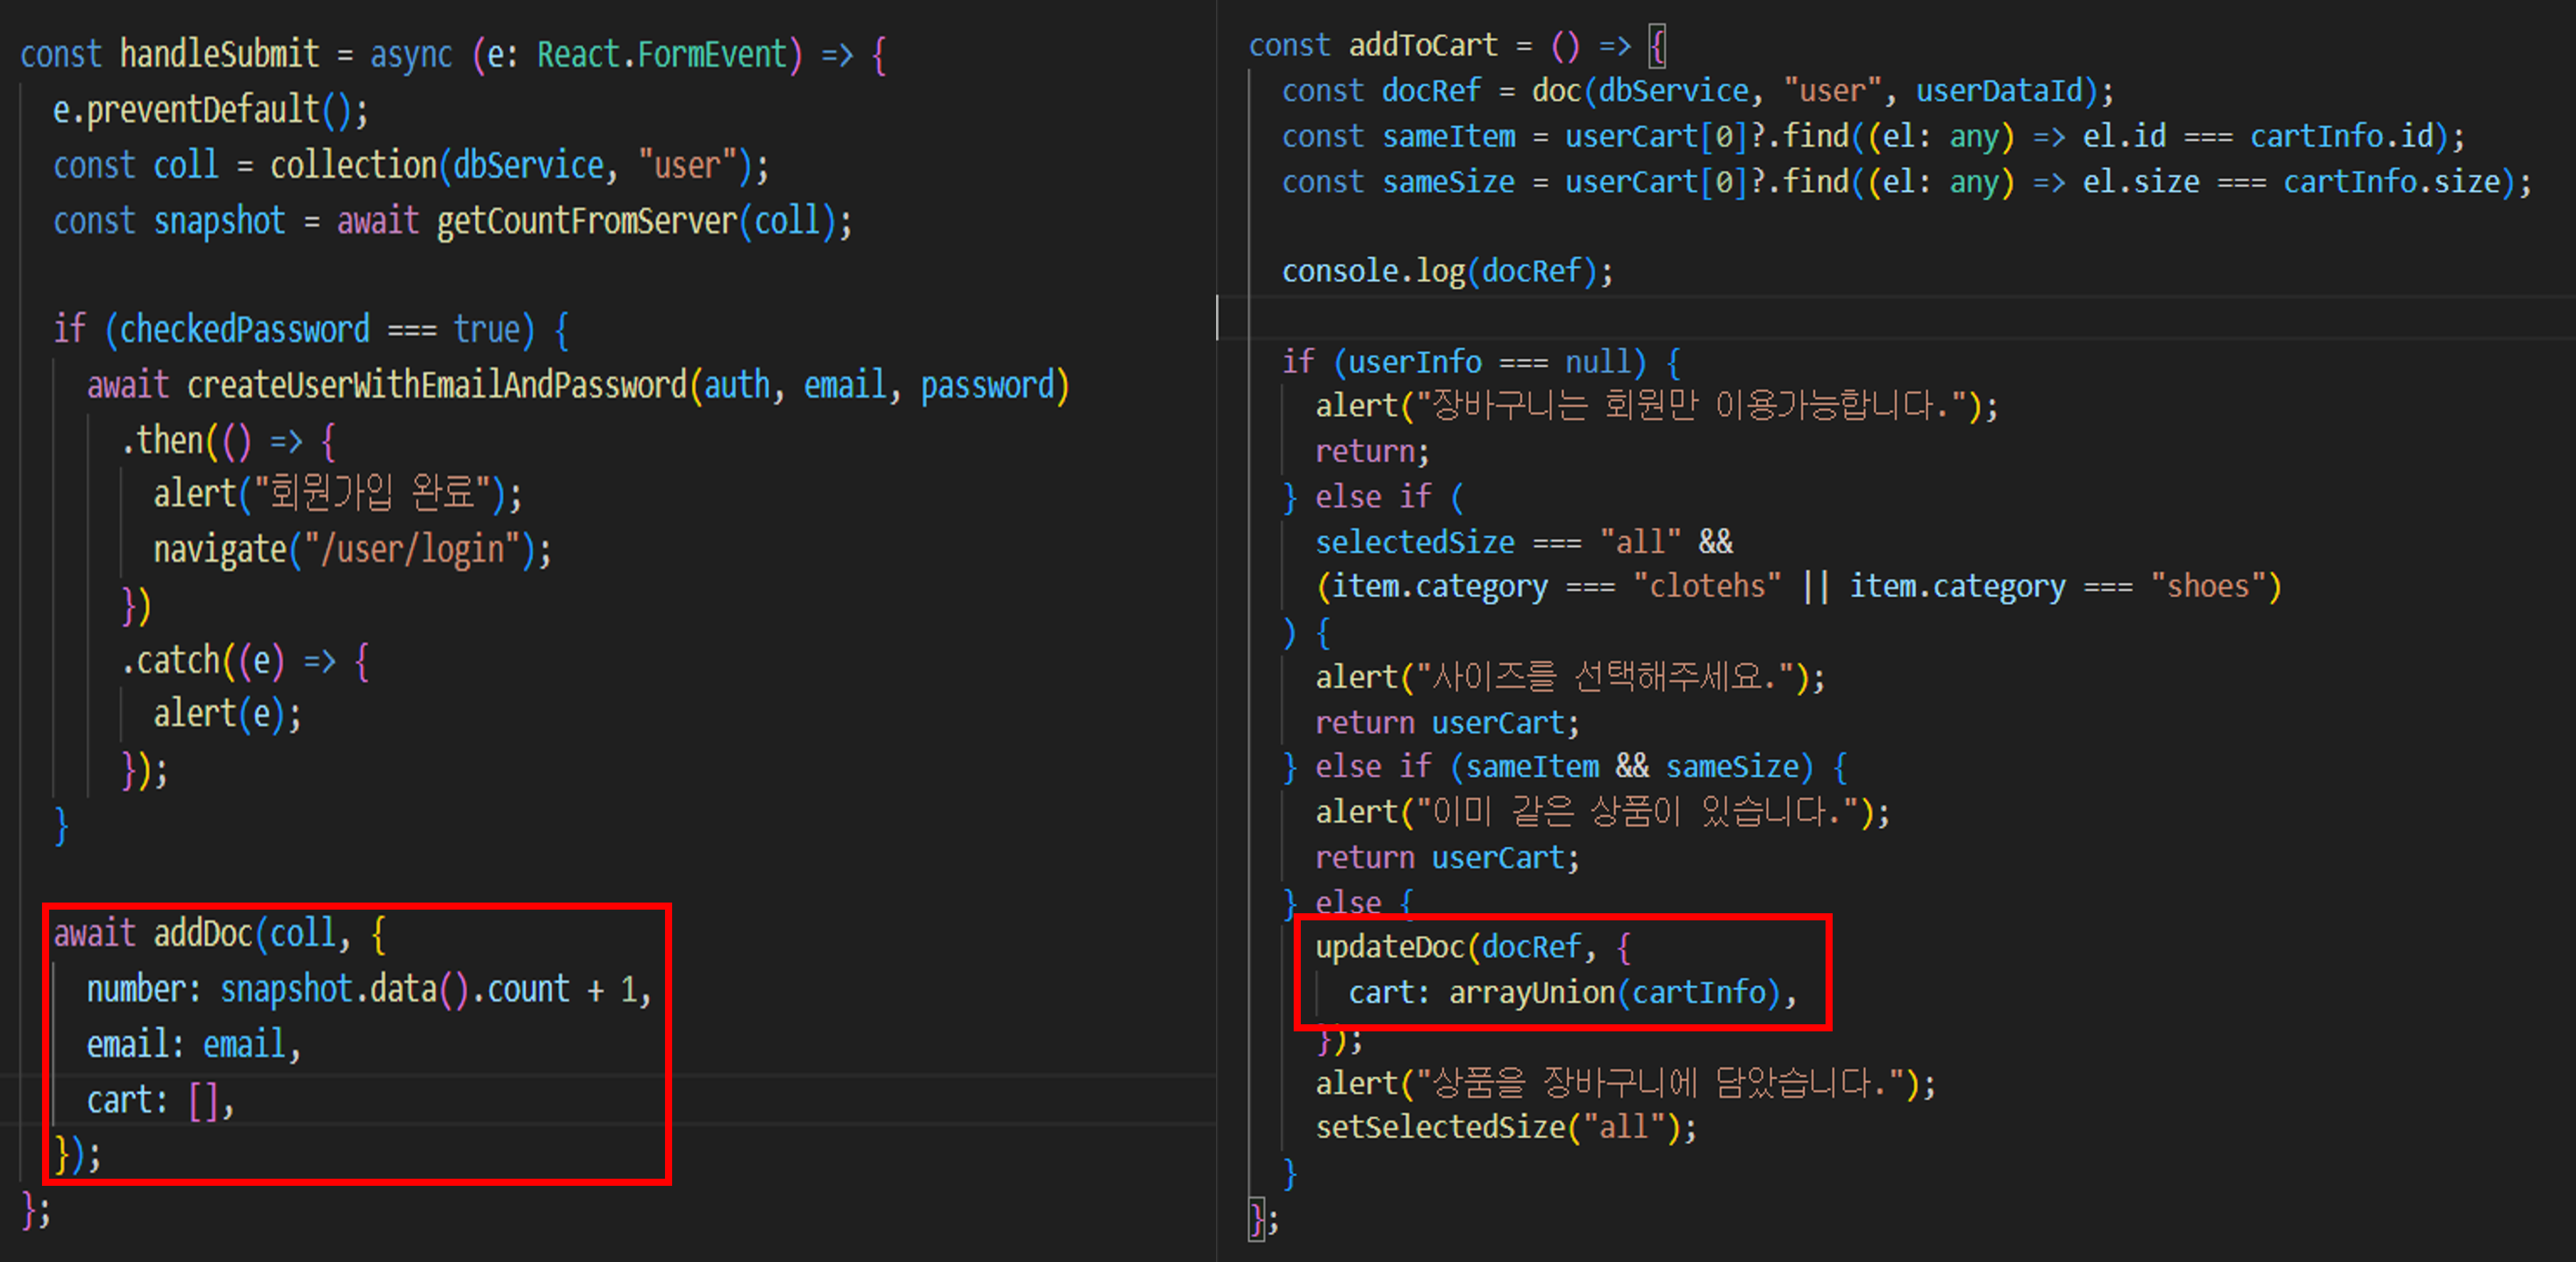 const handleSubmit = async (e: React.FormEvent) => {
e.preventDefault();
const coll = collection(dbService, "user");
const snapshot = await getCountFromServer(coll);
if (checkedPassword === true) {
await createUserWithEmailAndPassword(auth, email, password)
.then(() => {
alert("회원가입 완료");
navigate("/user/login");
})
.catch((e) => {
alert(e);
});
}
await addDoc(coll, {
number: snapshot.data().count + 1,
email: email,
cart: [],
});
};
const addToCart = () => {
const docRef = doc(dbService, "user", userDataId);
const sameItem = userCart[0]?.find((el: any) => el.id === cartInfo.id);
const sameSize = userCart[0]?.find((el: any) => el.size === cartInfo.size);
console.log(docRef);
if (userInfo === null) {
alert("장바구니는 회원만 이용가능합니다.");
return;
} else if (
selectedSize === "all" &&
(item.category === "clotehs" || item.category === "shoes")
) {
alert("사이즈를 선택해주세요.");
return userCart;
} else if (sameItem && sameSize) {
alert("이미 같은 상품이 있습니다.");
return userCart;
} else {
updateDoc(docRef, {
cart: arrayUnion(cartInfo),
});
alert("상품을 장바구니에 담았습니다.");
setSelectedSize("all");
}
};